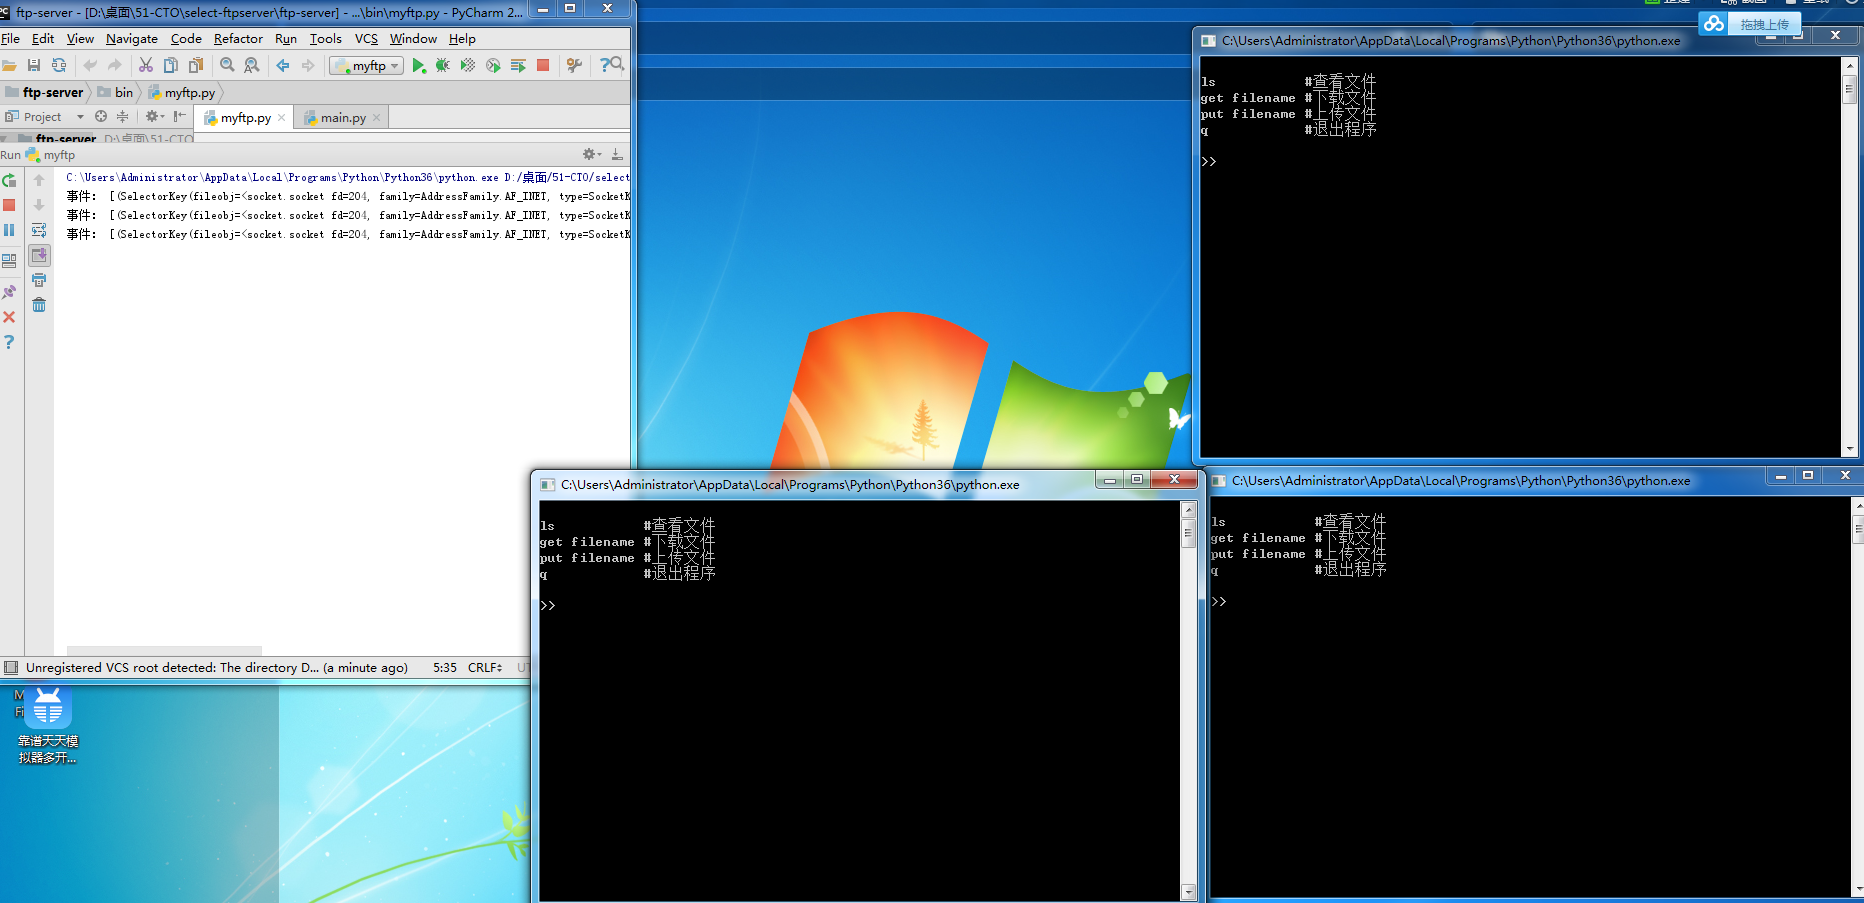 ftp-server - [D:\桌面\51-CTO\select-ftpserver\ftp-server] - ...\bin\myftp.py - PyCharm 2...
File Edit View Navigate Code Refactor Run Tools VCS Window Help
myftp
ftp-server bin myftp.py
Project myftp.py main.py
ftp-server D:\桌面\51-CTO
Run myftp
C:\Users\Administrator\AppData\Local\Programs\Python\Python36\python.exe D:/桌面/51-CTO/select
事件: [(SelectorKey(fileobj=<socket.socket fd=204, family=AddressFamily.AF_INET, type=SocketK
事件: [(SelectorKey(fileobj=<socket.socket fd=204, family=AddressFamily.AF_INET, type=SocketK
事件: [(SelectorKey(fileobj=<socket.socket fd=204, family=AddressFamily.AF_INET, type=SocketK
Unregistered VCS root detected: The directory D... (a minute ago) 5:35 CRLF
靠谱天天模
拟器多开...
拖拽上传
C:\Users\Administrator\AppData\Local\Programs\Python\Python36\python.exe
ls #查看文件
get filename #下载文件
put filename #上传文件
q #退出程序
>>
C:\Users\Administrator\AppData\Local\Programs\Python\Python36\python.exe
ls #查看文件
get filename #下载文件
put filename #上传文件
q #退出程序
>>
C:\Users\Administrator\AppData\Local\Programs\Python\Python36\python.exe
ls #查看文件
get filename #下载文件
put filename #上传文件
q #退出程序
>>